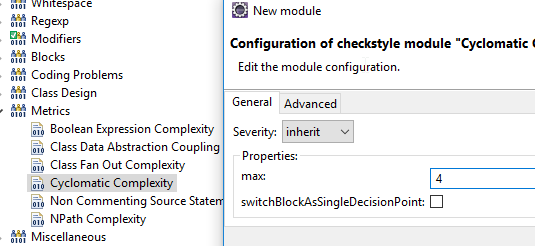 Whitespace
Regexp
Modifiers
Blocks
Coding Problems
Class Design
Metrics
Boolean Expression Complexity
Class Data Abstraction Coupling
Class Fan Out Complexity
Cyclomatic Complexity
Non Commenting Source Statem
NPath Complexity
Miscellaneous
New module
Configuration of checkstyle module "Cyclomatic C
Edit the module configuration.
General Advanced
Severity: inherit
Properties:
max: 4
switchBlockAsSingleDecisionPoint: